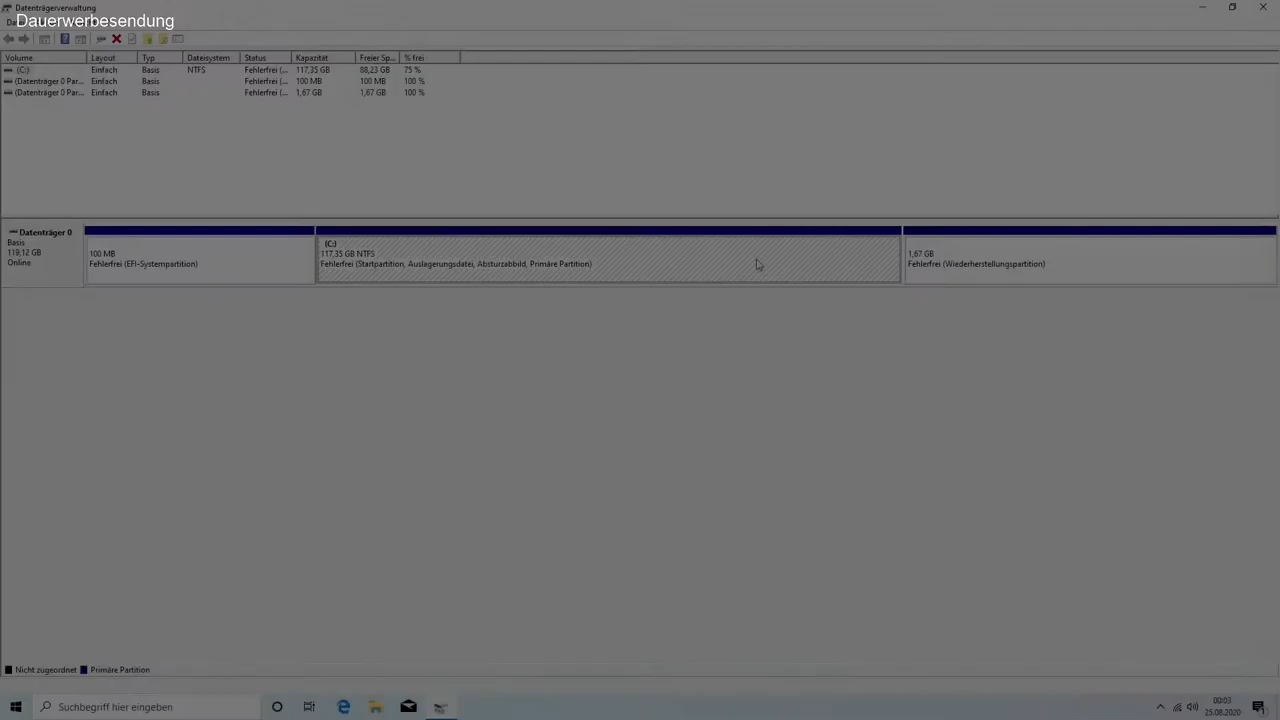 Datenträgerverwaltung
Dauerwerbesendung
Volume Layout Typ Dateisystem Status Kapazität Freier Sp... % frei
(C:) Einfach Basis NTFS Fehlerfrei (... 117,35 GB 88,23 GB 75 %
(Datenträger 0 Par... Einfach Basis Fehlerfrei (... 100 MB 100 MB 100 %
(Datenträger 0 Par... Einfach Basis Fehlerfrei (... 1,67 GB 1,67 GB 100 %
Datenträger 0
Basis
119,12 GB
Online
100 MB
Fehlerfrei (EFI-Systempartition)
(C:)
117,35 GB NTFS
Fehlerfrei (Startpartition, Auslagerungsdatei, Absturzabbild, Primäre Partition)
1,67 GB
Fehlerfrei (Wiederherstellungspartition)
Nicht zugeordnet Primäre Partition
Suchbegriff hier eingeben
00:03
25.08.2020